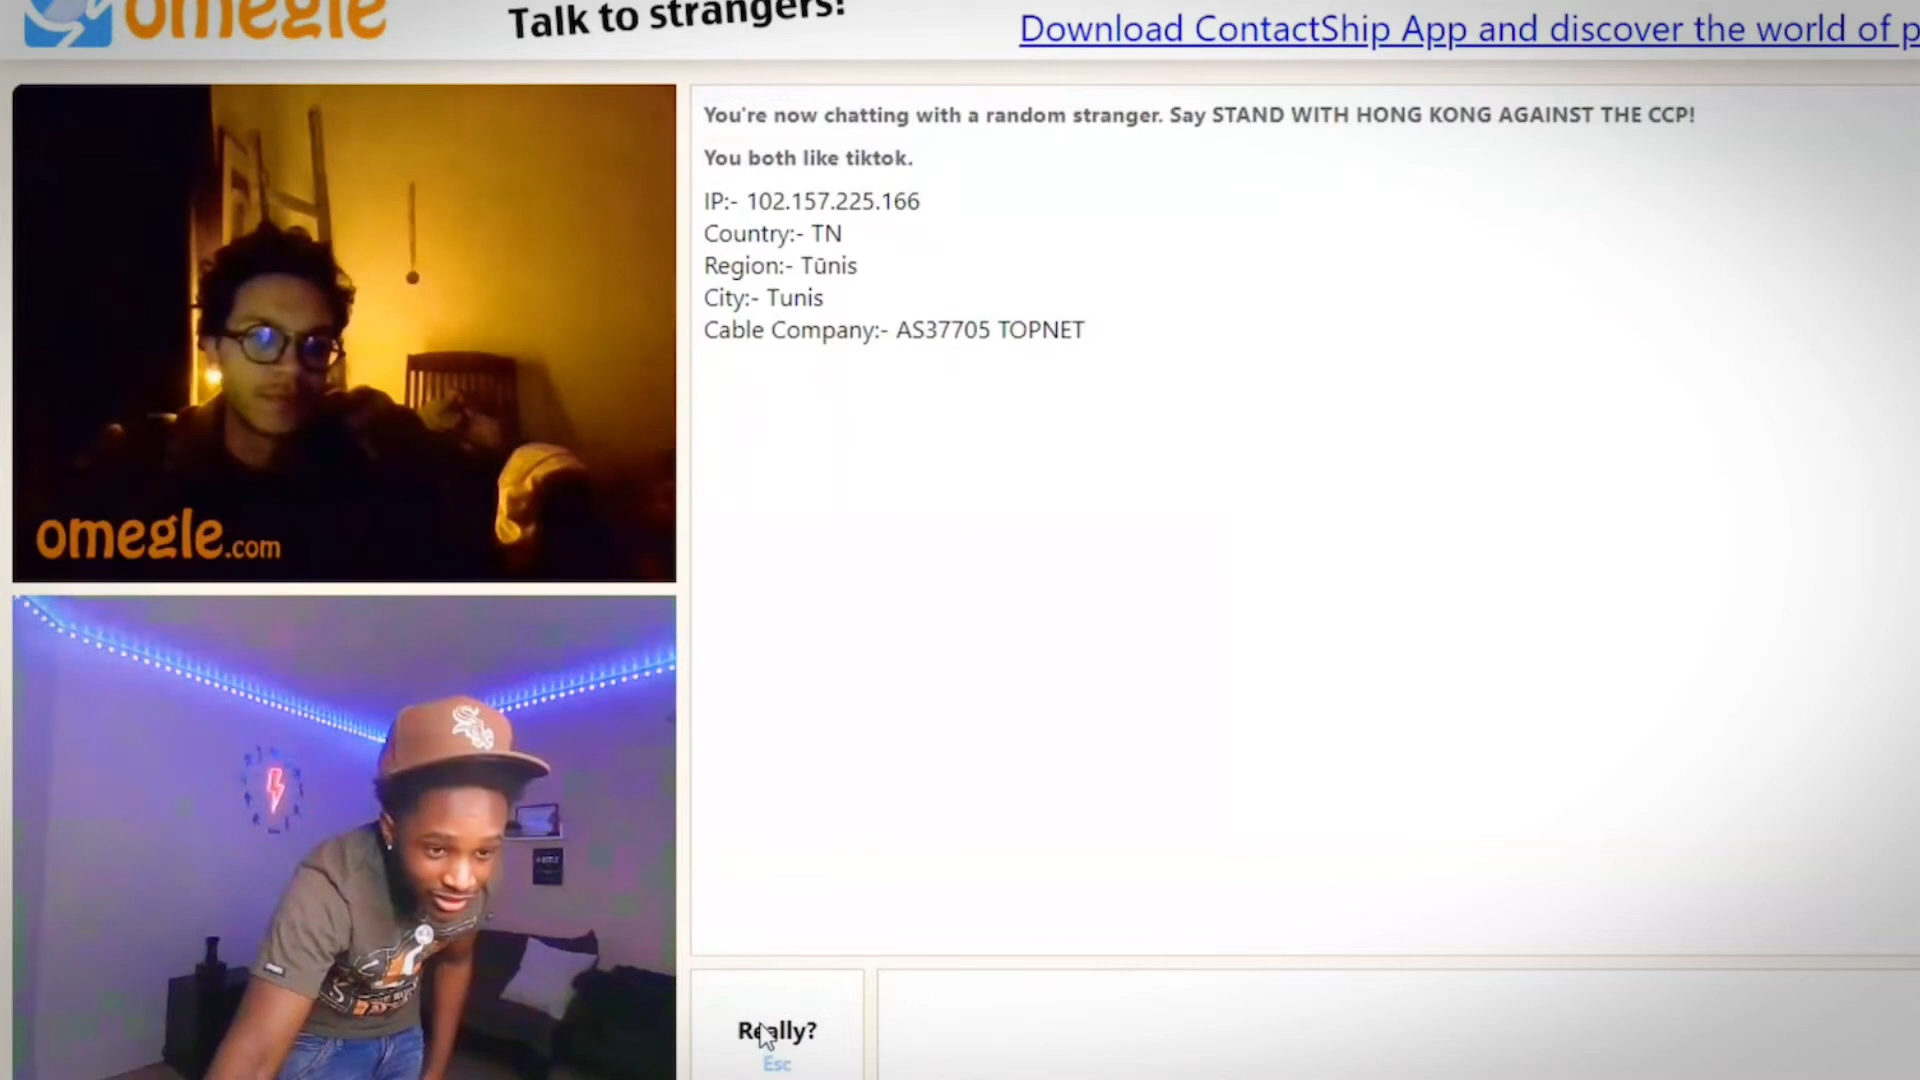 omegle
Talk to strangers!
Download ContactShip App and discover the world of p
You're now chatting with a random stranger. Say STAND WITH HONG KONG AGAINST THE CCP!
You both like tiktok.
IP:- 102.157.225.166
Country:- TN
Region:- Tūnis
City:- Tunis
Cable Company:- AS37705 TOPNET
omegle.com
Sox
Really?
Esc